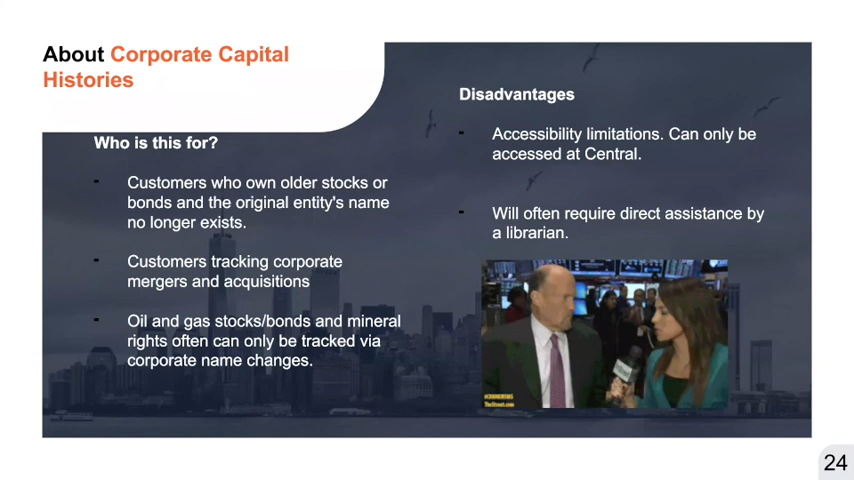 About Corporate Capital
Histories
Who is this for?
- Customers who own older stocks or
bonds and the original entity's name
no longer exists.
- Customers tracking corporate
mergers and acquisitions
- Oil and gas stocks/bonds and mineral
rights often can only be tracked via
corporate name changes.
Disadvantages
- Accessibility limitations. Can only be
accessed at Central.
- Will often require direct assistance by
a librarian.
TheStreet.com
24